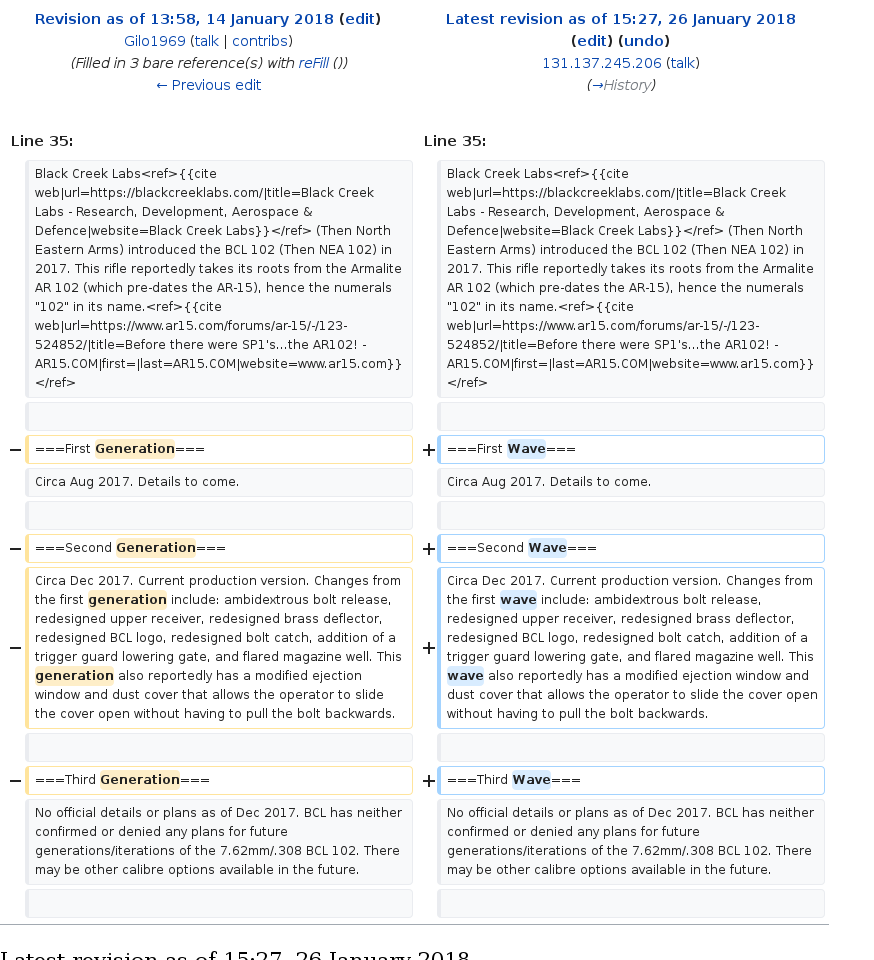 Revision as of 13:58, 14 January 2018 (edit)
Gilo1969 (talk | contribs)
(Filled in 3 bare reference(s) with reFill ())
← Previous edit
Latest revision as of 15:27, 26 January 2018
(edit) (undo)
131.137.245.206 (talk)
(→History)
Line 35:
Black Creek Labs<ref>{{cite
web|url=https://blackcreeklabs.com/|title=Black Creek
Labs - Research, Development, Aerospace &
Defence|website=Black Creek Labs}}</ref> (Then North
Eastern Arms) introduced the BCL 102 (Then NEA 102) in
2017. This rifle reportedly takes its roots from the Armalite
AR 102 (which pre-dates the AR-15), hence the numerals
"102" in its name.<ref>{{cite
web|url=https://www.ar15.com/forums/ar-15/-/123-
524852/|title=Before there were SP1's...the AR102! -
AR15.COM|first=|last=AR15.COM|website=www.ar15.com}}
</ref>
Line 35:
Black Creek Labs<ref>{{cite
web|url=https://blackcreeklabs.com/|title=Black Creek
Labs - Research, Development, Aerospace &
Defence|website=Black Creek Labs}}</ref> (Then North
Eastern Arms) introduced the BCL 102 (Then NEA 102) in
2017. This rifle reportedly takes its roots from the Armalite
AR 102 (which pre-dates the AR-15), hence the numerals
"102" in its name.<ref>{{cite
web|url=https://www.ar15.com/forums/ar-15/-/123-
524852/|title=Before there were SP1's...the AR102! -
AR15.COM|first=|last=AR15.COM|website=www.ar15.com}}
</ref>
− ===First Generation===
+ ===First Wave===
Circa Aug 2017. Details to come.
Circa Aug 2017. Details to come.
− ===Second Generation===
+ ===Second Wave===
− Circa Dec 2017. Current production version. Changes from
the first generation include: ambidextrous bolt release,
redesigned upper receiver, redesigned brass deflector,
redesigned BCL logo, redesigned bolt catch, addition of a
trigger guard lowering gate, and flared magazine well. This
generation also reportedly has a modified ejection
window and dust cover that allows the operator to slide
the cover open without having to pull the bolt backwards.
+ Circa Dec 2017. Current production version. Changes from
the first wave include: ambidextrous bolt release,
redesigned upper receiver, redesigned brass deflector,
redesigned BCL logo, redesigned bolt catch, addition of a
trigger guard lowering gate, and flared magazine well. This
wave also reportedly has a modified ejection window and
dust cover that allows the operator to slide the cover open
without having to pull the bolt backwards.
− ===Third Generation===
+ ===Third Wave===
No official details or plans as of Dec 2017. BCL has neither
confirmed or denied any plans for future
generations/iterations of the 7.62mm/.308 BCL 102. There
may be other calibre options available in the future.
No official details or plans as of Dec 2017. BCL has neither
confirmed or denied any plans for future
generations/iterations of the 7.62mm/.308 BCL 102. There
may be other calibre options available in the future.
Latest revision as of 15:27, 26 January 2018